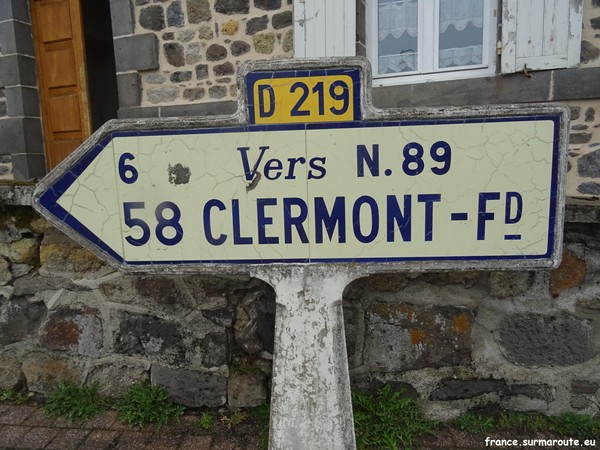 D 219
6 Vers N. 89
58 CLERMONT-FD
france.surmaroute.eu